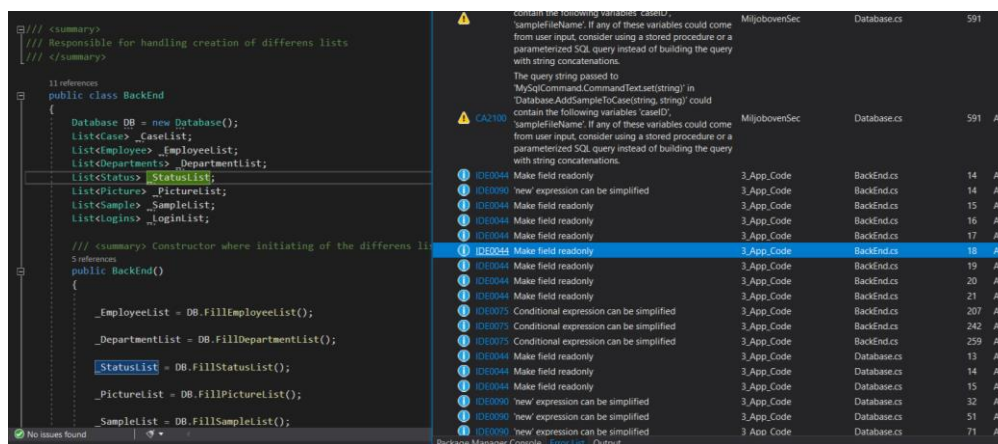 /// <summary>
/// Responsible for handling creation of differens lists
/// </summary>
11 references
public class BackEnd
{
Database DB = new Database();
List<Case> _CaseList;
List<Employee> _EmployeeList;
List<Departments> _DepartmentList;
List<Status> _StatusList;
List<Picture> _PictureList;
List<Sample> _SampleList;
List<Logins> _LoginList;
/// <summary> Constructor where initiating of the differens li
5 references
public BackEnd()
{
_EmployeeList = DB.FillEmployeeList();
_DepartmentList = DB.FillDepartmentList();
_StatusList = DB.FillStatusList();
_PictureList = DB.FillPictureList();
_SampleList = DB.FillSampleList();
No issues found
contain the following variables 'caseID',
'sampleFileName'. If any of these variables could come
from user input, consider using a stored procedure or a
parameterized SQL query instead of building the query
with string concatenations.
MiljobovenSec Database.cs 591
The query string passed to
'MySqlCommand.CommandText.set(string)' in
'Database.AddSampleToCase(string, string)' could
contain the following variables 'caseID',
CA2100 'sampleFileName'. If any of these variables could come MiljobovenSec Database.cs 591 A
from user input, consider using a stored procedure or a
parameterized SQL query instead of building the query
with string concatenations.
IDE0044 Make field readonly 3_App_Code BackEnd.cs 14 A
IDE0090 'new' expression can be simplified 3_App_Code BackEnd.cs 14 A
IDE0044 Make field readonly 3_App_Code BackEnd.cs 15 A
IDE0044 Make field readonly 3_App_Code BackEnd.cs 16 A
IDE0044 Make field readonly 3_App_Code BackEnd.cs 17 A
IDE0044 Make field readonly 3_App_Code BackEnd.cs 18 A
IDE0044 Make field readonly 3_App_Code BackEnd.cs 19 A
IDE0044 Make field readonly 3_App_Code BackEnd.cs 20 A
IDE0044 Make field readonly 3_App_Code BackEnd.cs 21 A
IDE0075 Conditional expression can be simplified 3_App_Code BackEnd.cs 207 A
IDE0075 Conditional expression can be simplified 3_App_Code BackEnd.cs 242 A
IDE0075 Conditional expression can be simplified 3_App_Code BackEnd.cs 259 A
IDE0044 Make field readonly 3_App_Code Database.cs 13 A
IDE0044 Make field readonly 3_App_Code Database.cs 14 A
IDE0044 Make field readonly 3_App_Code Database.cs 15 A
IDE0090 'new' expression can be simplified 3_App_Code Database.cs 32 A
IDE0090 'new' expression can be simplified 3_App_Code Database.cs 51 A
IDE0090 'new' expression can be simplified 3_App_Code Database.cs 71 A
Package Manager Console Error List Output